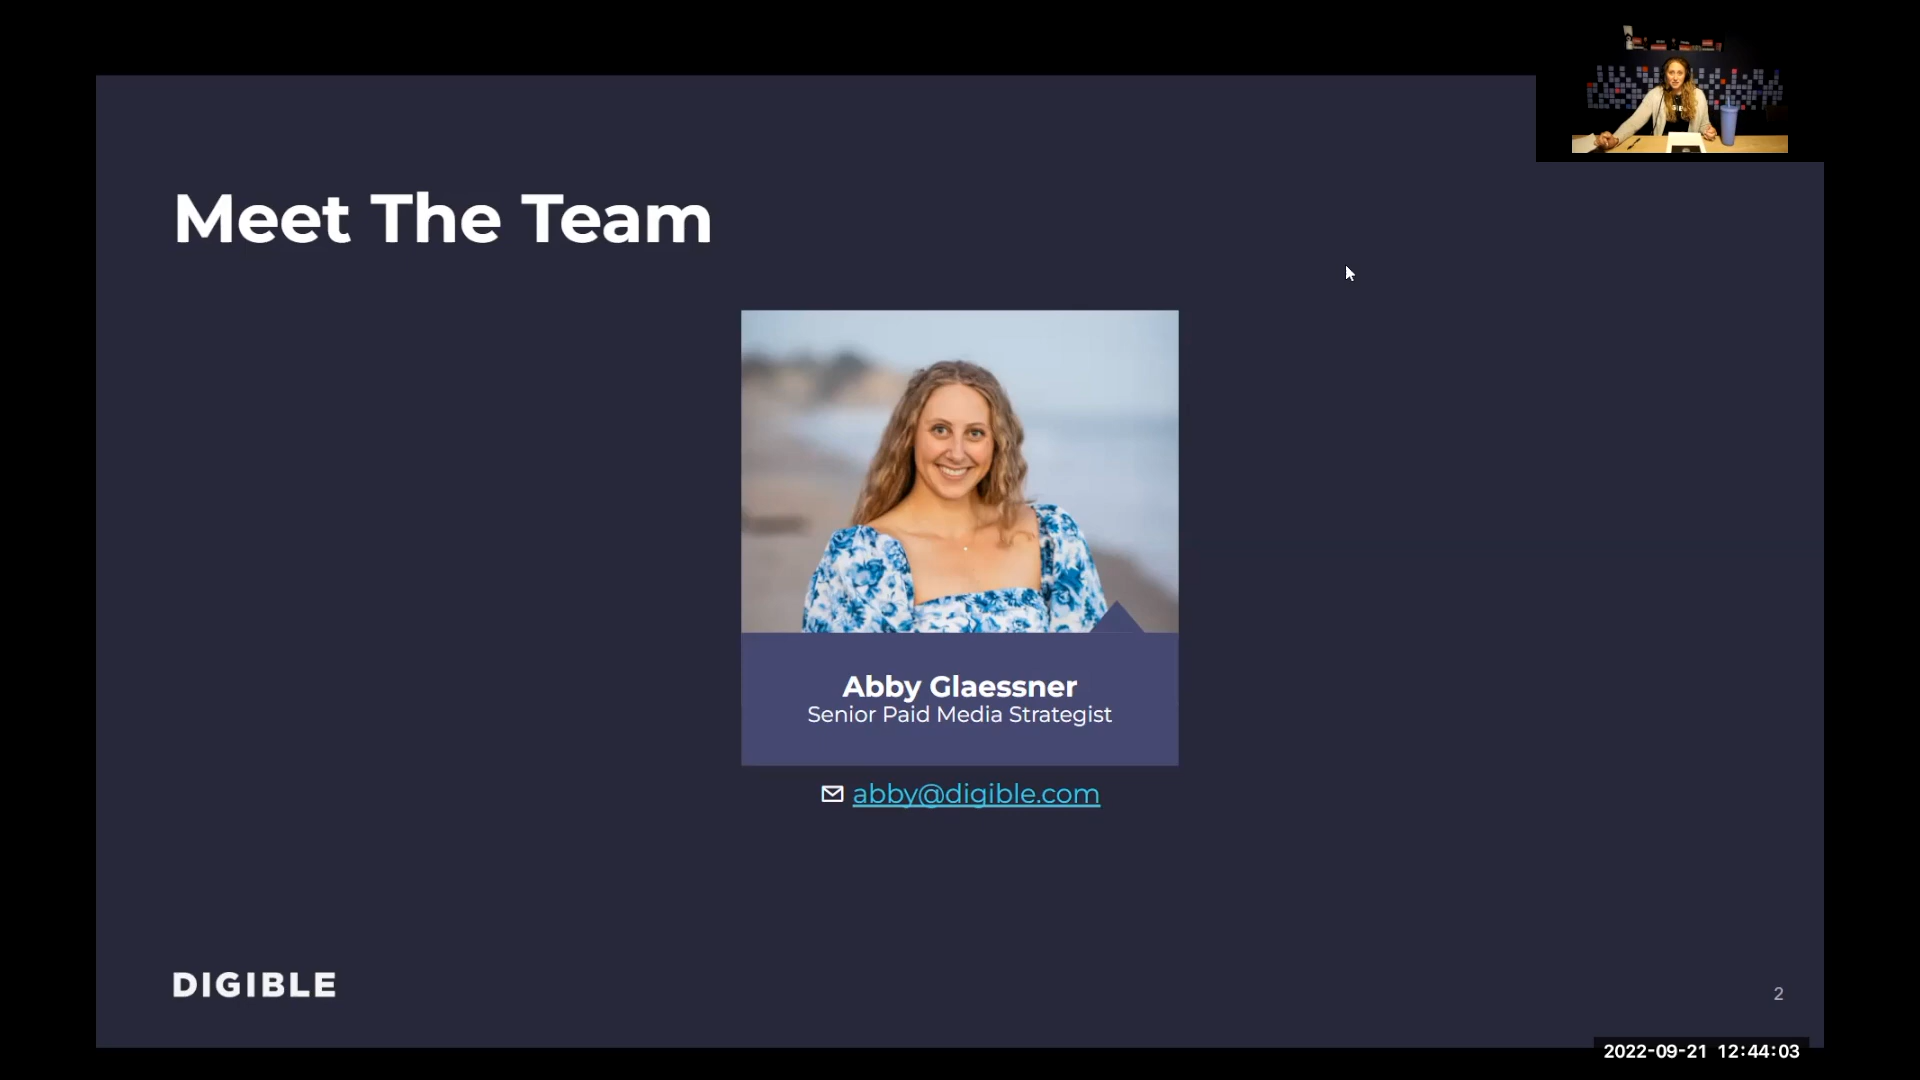 Meet The Team
Abby Glaessner
Senior Paid Media Strategist
abby@digible.com
DIGIBLE
2
2022-09-21 12:44:03